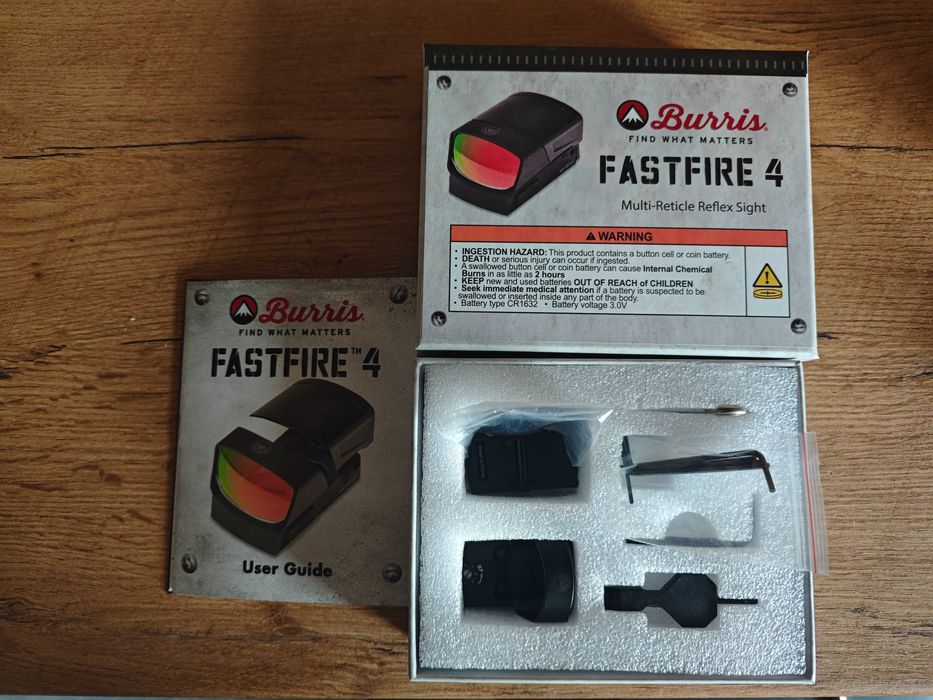 Burris®
FIND WHAT MATTERS
FASTFIRE 4
Multi-Reticle Reflex Sight
WARNING
• INGESTION HAZARD: This product contains a button cell or coin battery.
• DEATH or serious injury can occur if ingested.
• A swallowed button cell or coin battery can cause Internal Chemical
Burns in as little as 2 hours
• KEEP new and used batteries OUT OF REACH of CHILDREN
• Seek immediate medical attention if a battery is suspected to be
swallowed or inserted inside any part of the body.
• Battery type CR1632 • Battery voltage 3.0V
Burris
FIND WHAT MATTERS
FASTFIRE™ 4
User Guide